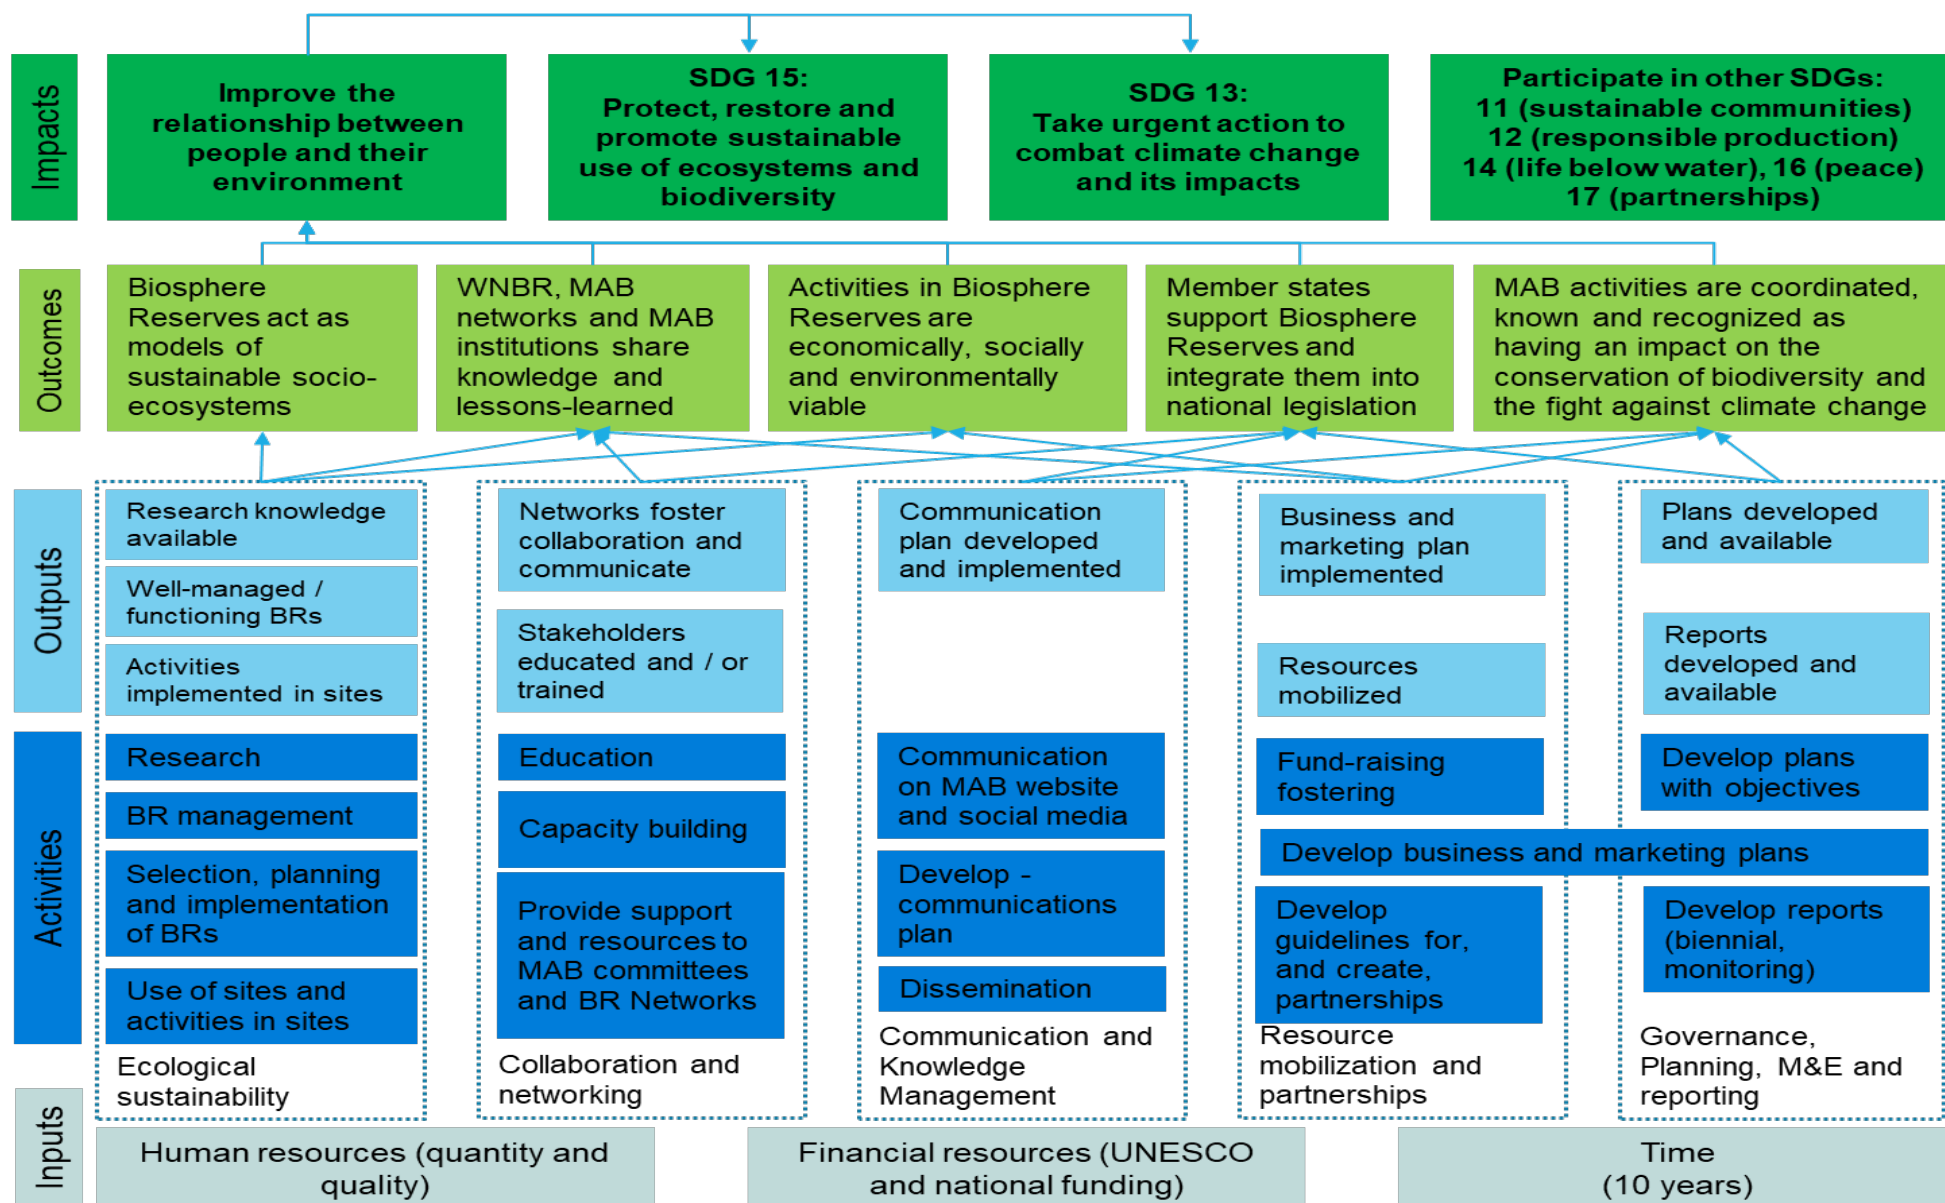 Impacts
Improve the
relationship between
people and their
environment
SDG 15:
Protect, restore and
promote sustainable
use of ecosystems and
biodiversity
SDG 13:
Take urgent action to
combat climate change
and its impacts
Participate in other SDGs:
11 (sustainable communities)
12 (responsible production)
14 (life below water), 16 (peace)
17 (partnerships)
Outcomes
Biosphere
Reserves act as
models of
sustainable socio-
ecosystems
WNBR, MAB
networks and MAB
institutions share
knowledge and
lessons-learned
Activities in Biosphere
Reserves are
economically, socially
and environmentally
viable
Member states
support Biosphere
Reserves and
integrate them into
national legislation
MAB activities are coordinated,
known and recognized as
having an impact on the
conservation of biodiversity and
the fight against climate change
Outputs
Research knowledge
available
Well-managed /
functioning BRs
Activities
implemented in sites
Networks foster
collaboration and
communicate
Stakeholders
educated and / or
trained
Communication
plan developed
and implemented
Business and
marketing plan
implemented
Resources
mobilized
Plans developed
and available
Reports
developed and
available
Activities
Research
BR management
Selection, planning
and implementation
of BRs
Use of sites and
activities in sites
Ecological
sustainability
Education
Capacity building
Provide support
and resources to
MAB committees
and BR Networks
Collaboration and
networking
Communication
on MAB website
and social media
Develop -
communications
plan
Dissemination
Communication and
Knowledge
Management
Fund-raising
fostering
Develop business and marketing plans
Develop
guidelines for,
and create,
partnerships
Resource
mobilization and
partnerships
Develop plans
with objectives
Develop reports
(biennial,
monitoring)
Governance,
Planning, M&E and
reporting
Inputs
Human resources (quantity and
quality)
Financial resources (UNESCO
and national funding)
Time
(10 years)